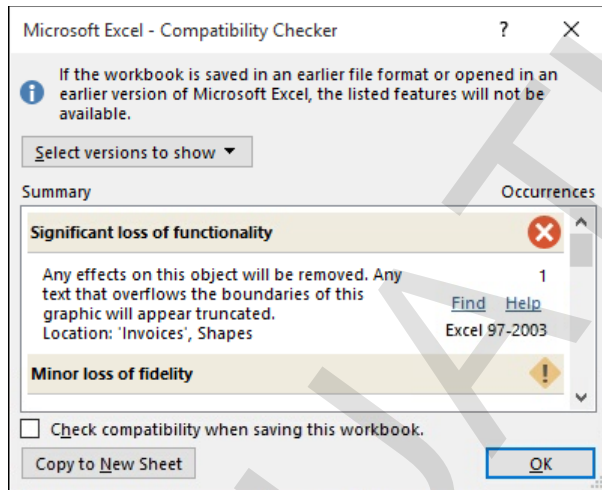 Microsoft Excel - Compatibility Checker
?
If the workbook is saved in an earlier file format or opened in an
earlier version of Microsoft Excel, the listed features will not be
available.
Select versions to show
Summary Occurrences
Significant loss of functionality
Any effects on this object will be removed. Any 1
text that overflows the boundaries of this Find Help
graphic will appear truncated.
Location: 'Invoices', Shapes Excel 97-2003
Minor loss of fidelity
Check compatibility when saving this workbook.
Copy to New Sheet OK